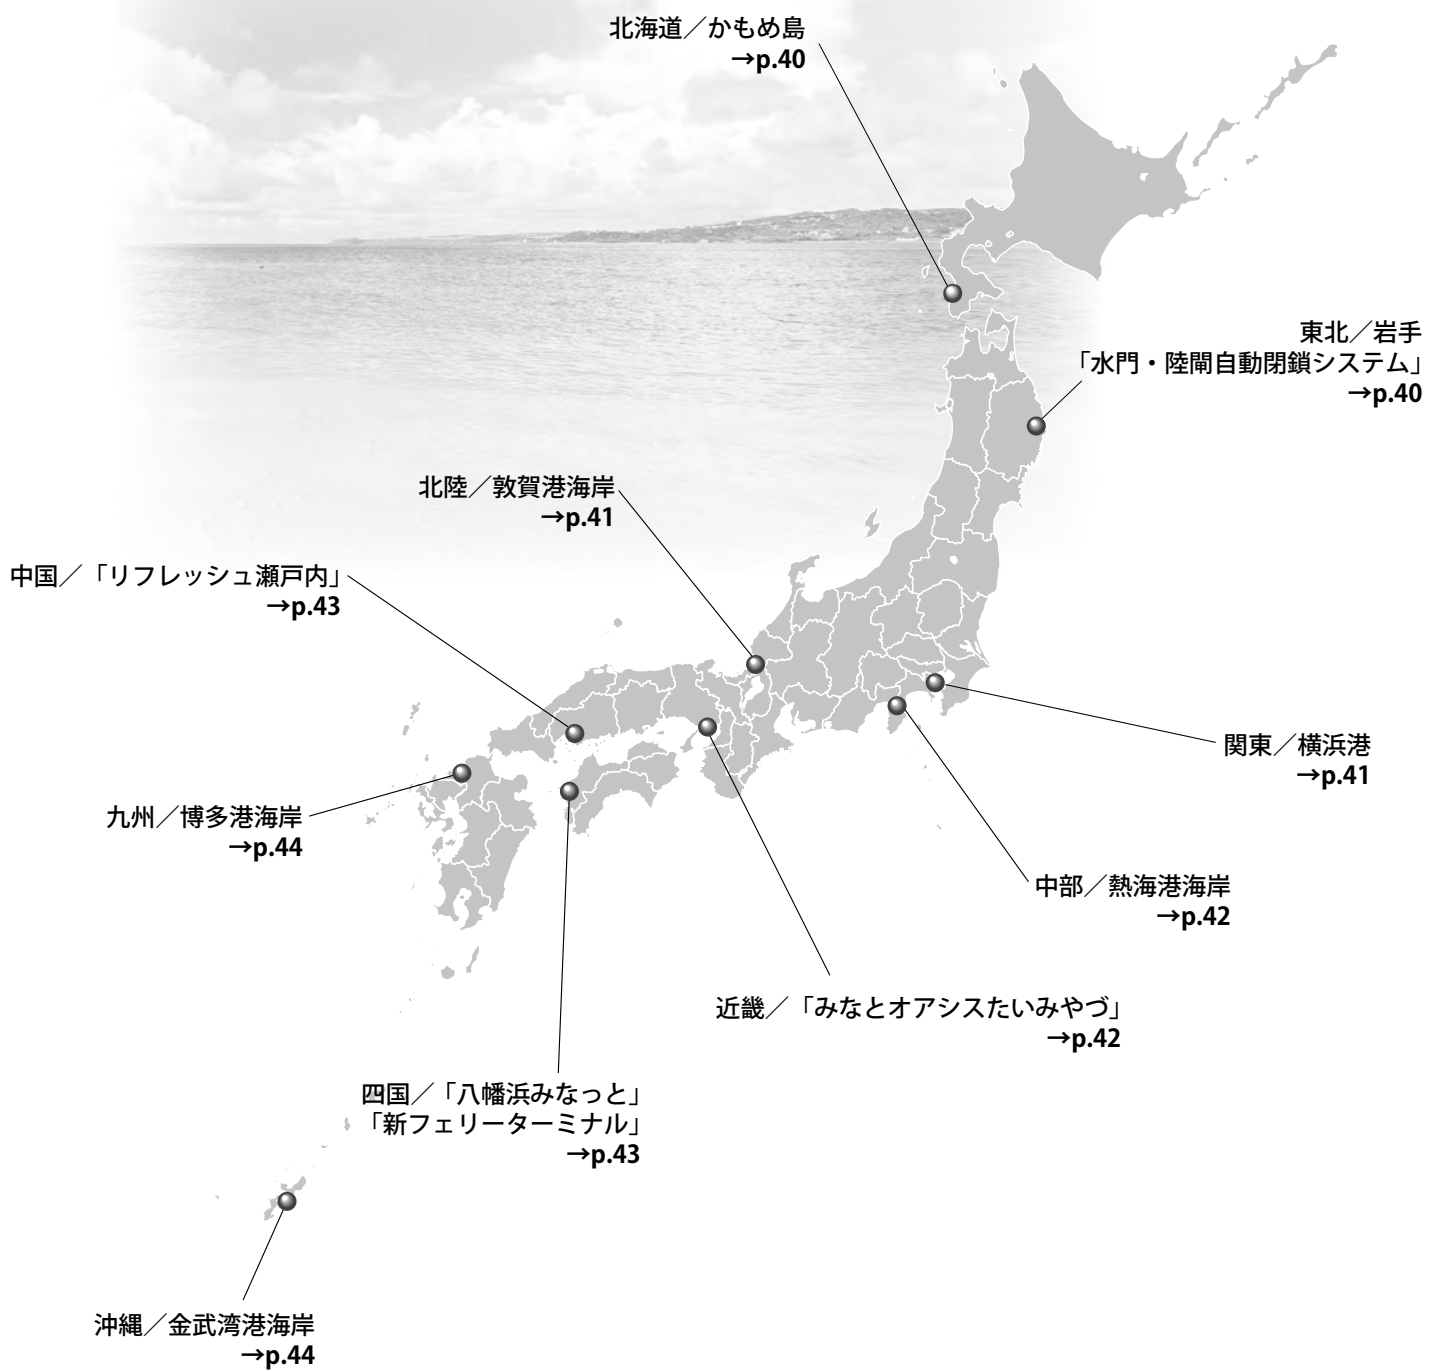 北海道／かもめ島
→p.40
東北／岩手
「水門・陸閘自動閉鎖システム」
→p.40
北陸／敦賀港海岸
→p.41
中国／「リフレッシュ瀬戸内」
→p.43
関東／横浜港
→p.41
九州／博多港海岸
→p.44
中部／熱海港海岸
→p.42
近畿／「みなとオアシスたいみやづ」
→p.42
四国／「八幡浜みなっと」
「新フェリーターミナル」
→p.43
沖縄／金武湾港海岸
→p.44